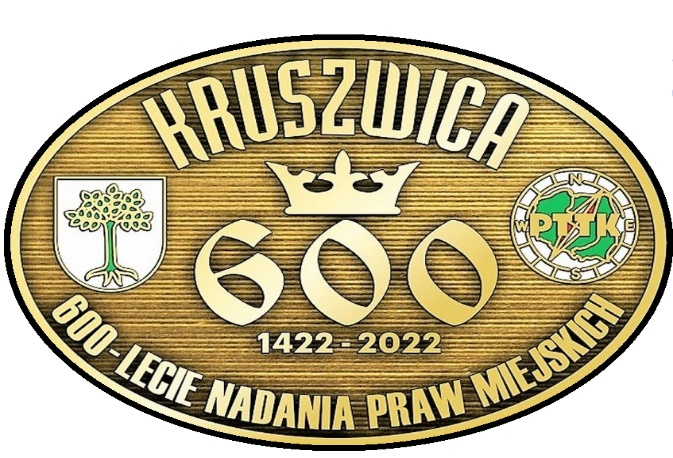 KRUSZWICA
600
N
W PTTK E
S
1422-2022
600-LECIE NADANIA PRAW MIEJSKICH